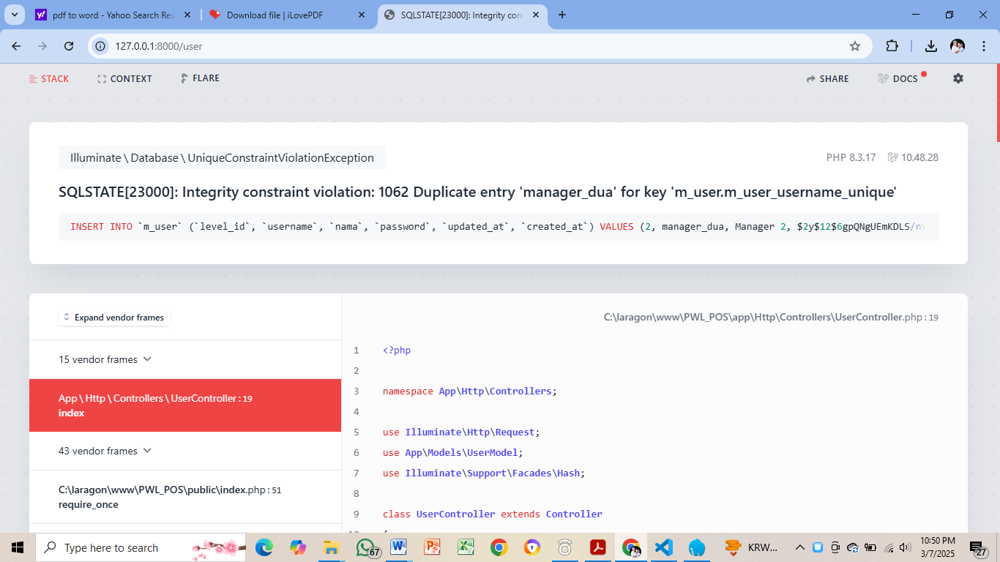 pdf to word - Yahoo Search Res
Download file | iLovePDF
SQLSTATE[23000]: Integrity con
127.0.0.1:8000/user
STACK
CONTEXT
FLARE
SHARE
DOCS
Illuminate \ Database \ UniqueConstraintViolationException
PHP 8.3.17
10.48.28
SQLSTATE[23000]: Integrity constraint violation: 1062 Duplicate entry 'manager_dua' for key 'm_user.m_user_username_unique'
INSERT INTO `m_user` (`level_id`, `username`, `nama`, `password`, `updated_at`, `created_at`) VALUES (2, manager_dua, Manager 2, $2y$12$6gpQNgUEmKDLS/nv
Expand vendor frames
15 vendor frames
App \ Http \ Controllers \ UserController : 19
index
43 vendor frames
C:\laragon\www\PWL_POS\public\index.php : 51
require_once
C:\laragon\www\PWL_POS\app\Http\Controllers\UserController.php : 19
1 <?php
2
3 namespace App\Http\Controllers;
4
5 use Illuminate\Http\Request;
6 use App\Models\UserModel;
7 use Illuminate\Support\Facades\Hash;
8
9 class UserController extends Controller
Type here to search
67
KRW...
10:50 PM
3/7/2025
27